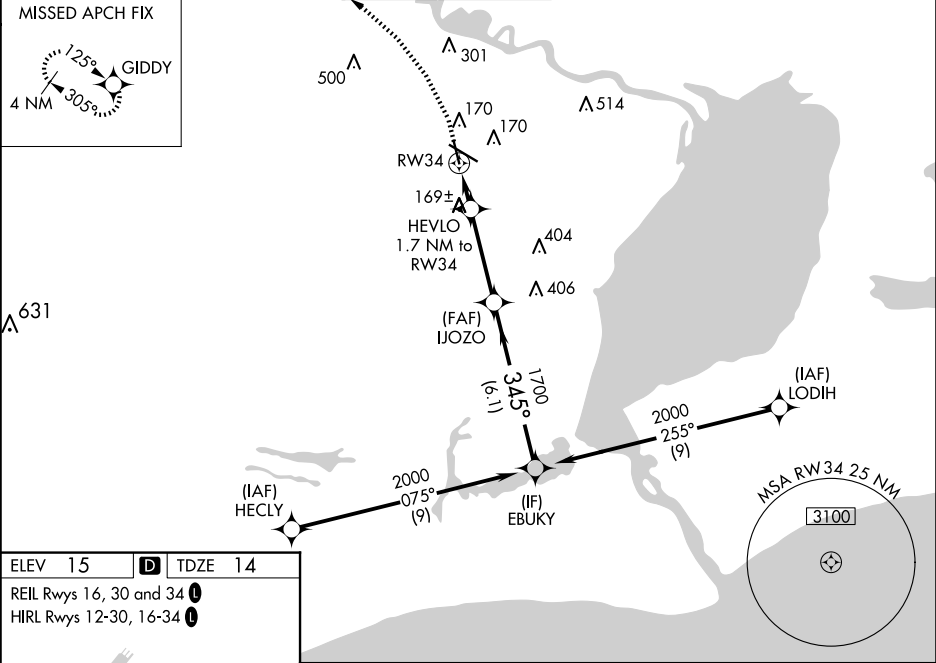 MISSED APCH FIX
125°
GIDDY
4 NM
305°
500
301
170
170
514
RW34
169±
HEVLO
1.7 NM to
RW34
404
406
631
(FAF)
IJOZO
1700
345°
(6.1)
(IAF)
LODIH
2000
255°
(9)
2000
075°
(9)
(IAF)
HECLY
(IF)
EBUKY
MSA RW34 25 NM
3100
ELEV 15 D TDZE 14
REIL Rwys 16, 30 and 34 L
HIRL Rwys 12-30, 16-34 L